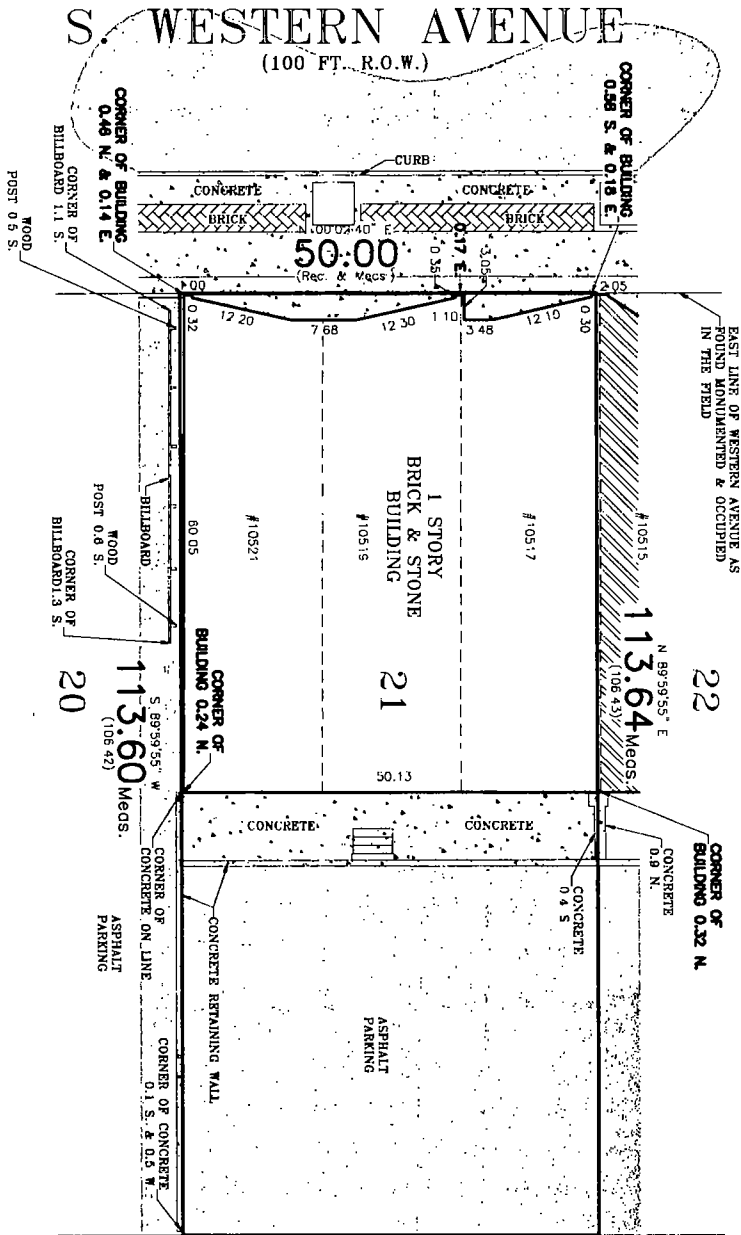 S. WESTERN AVENUE
(100 FT. R.O.W.)
CORNER OF BUILDING
0.46 N. & 0.14 E.
CORNER OF BUILDING
0.58 S. & 0.18 E.
CURB
CONCRETE
CONCRETE
BRICK
BRICK
50.00
(Rec. & Meas.)
0.17 E.
3.05
0.35
2.05
CORNER OF
BILLBOARD 1.1 S.
WOOD
POST 0.5 S.
EAST LINE OF WESTERN AVENUE AS
FOUND MONUMENTED & OCCUPIED
IN THE FIELD
0.32
12.20
7.68
12.30
1.10
3.48
12.10
0.30
1 STORY
BRICK & STONE
BUILDING
#10521
#10519
#10517
#10515
60.05
BILLBOARD
WOOD
POST 0.6 S.
CORNER OF
BILLBOARD 1.3 S.
22
N 89°59'55" E
113.64 Meas.
(106.43)
21
20
S 89°59'55" W
113.60 Meas.
(106.42)
CORNER OF
BUILDING 0.24 N.
50.13
CORNER OF
BUILDING 0.32 N.
CONCRETE
CONCRETE
CONCRETE
0.9 N.
CONCRETE
0.4 S
CORNER OF
CONCRETE ON LINE
CONCRETE RETAINING WALL
ASPHALT
PARKING
ASPHALT
PARKING
CORNER OF CONCRETE
0.1 S. & 0.5 W.